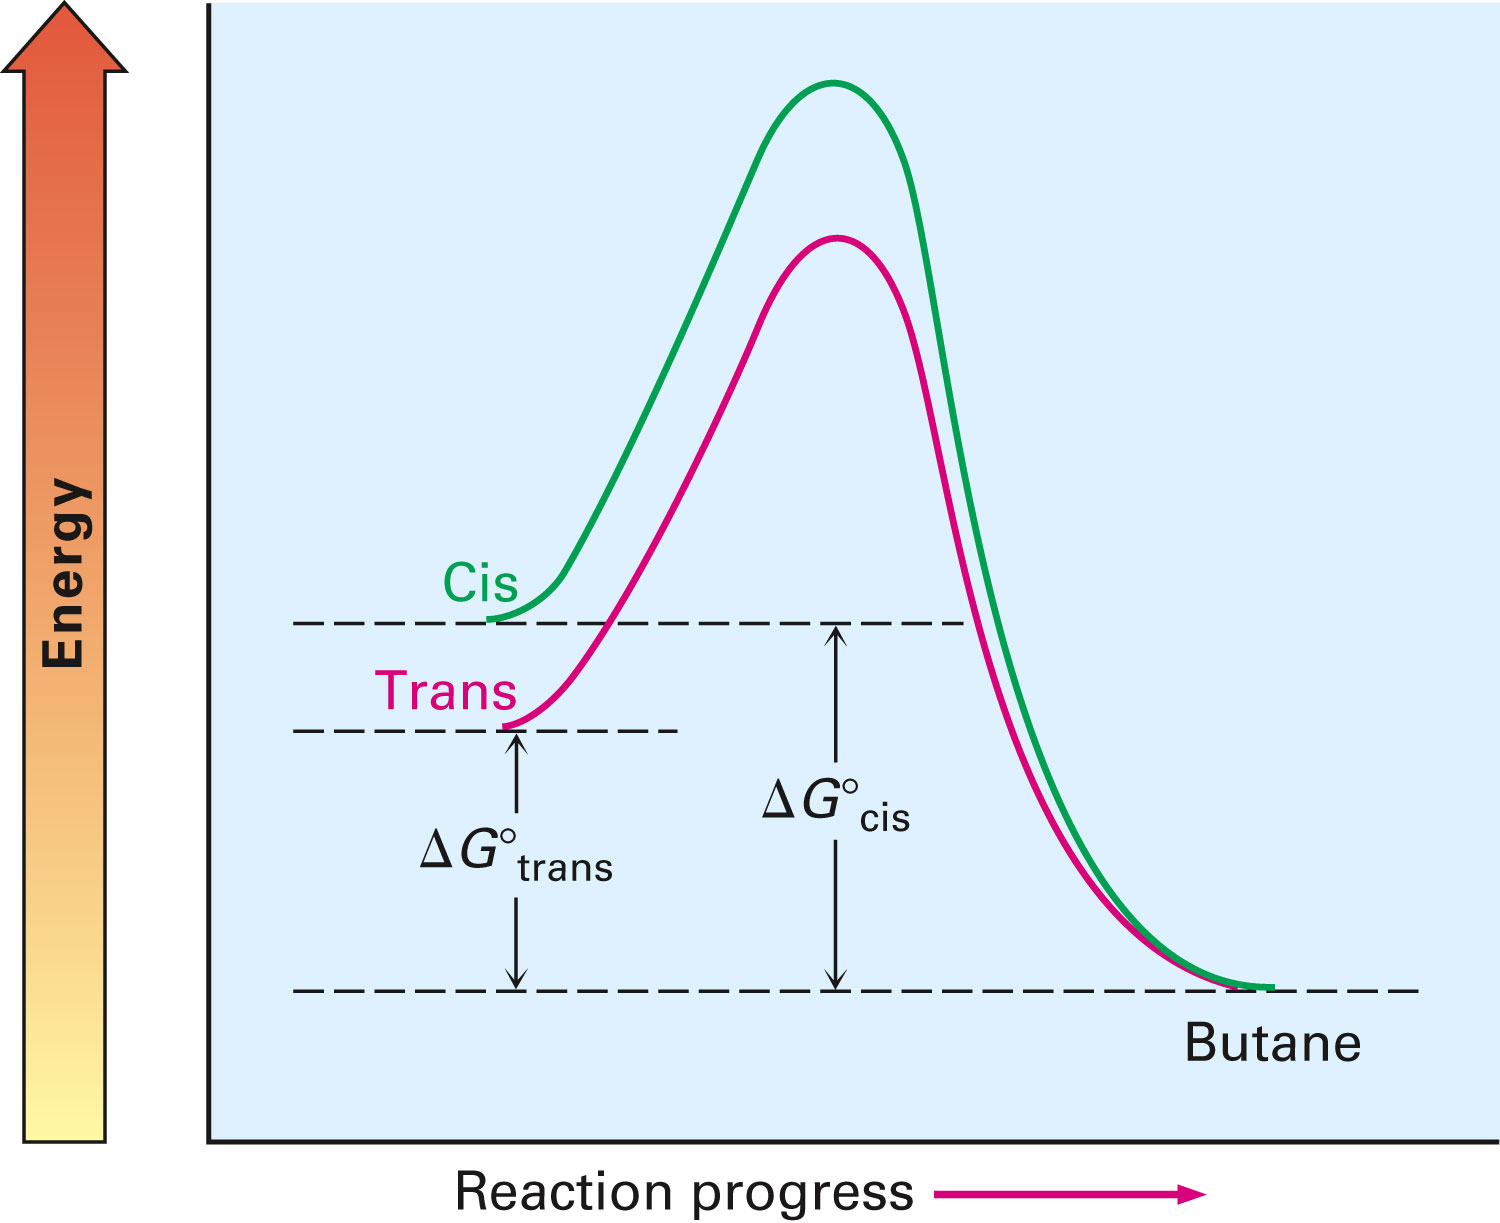 Energy
Cis
Trans
ΔG°cis
ΔG°trans
Butane
Reaction progress